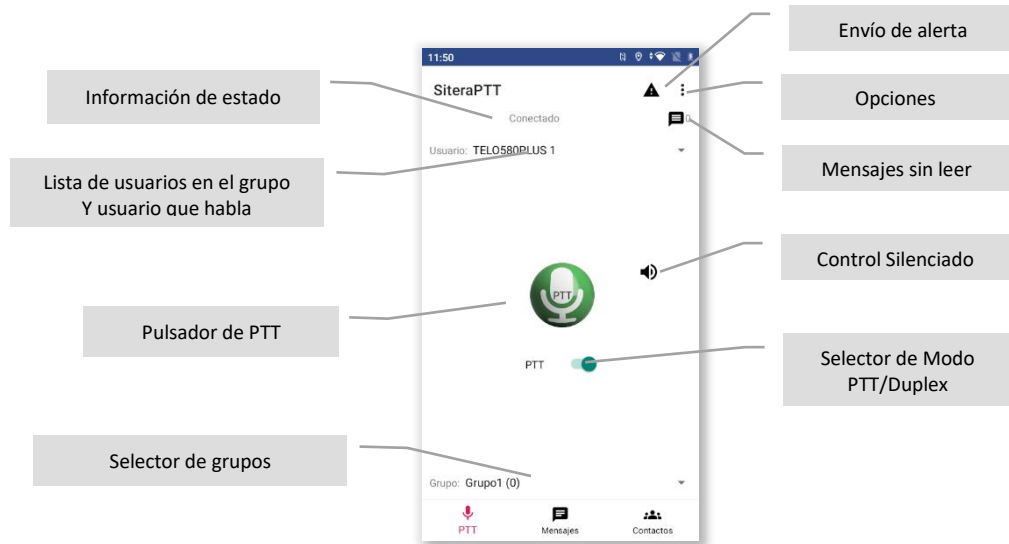 Envío de alerta
11:50
SiteraPTT
Información de estado
Opciones
Conectado
0
Usuario: TELO580PLUS 1
Mensajes sin leer
Lista de usuarios en el grupo
Y usuario que habla
Control Silenciado
PTT
Pulsador de PTT
PTT
Selector de Modo
PTT/Duplex
Selector de grupos
Grupo: Grupo1 (0)
PTT
Mensajes
Contactos